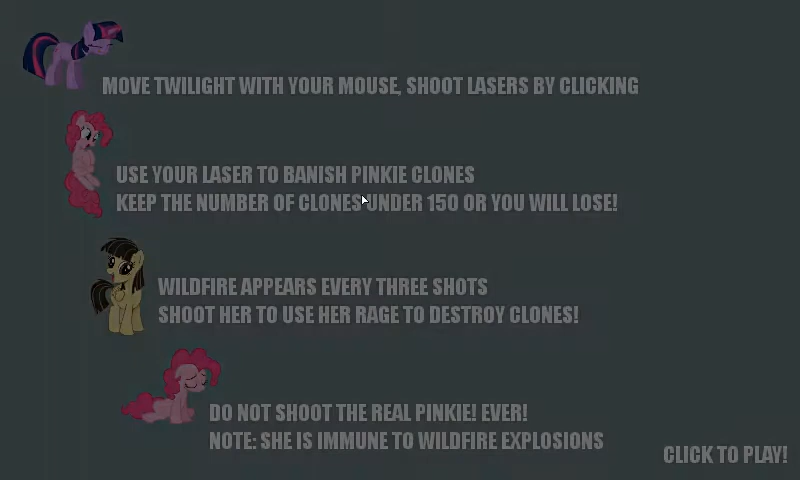 MOVE TWILIGHT WITH YOUR MOUSE, SHOOT LASERS BY CLICKING
USE YOUR LASER TO BANISH PINKIE CLONES
KEEP THE NUMBER OF CLONES UNDER 150 OR YOU WILL LOSE!
WILDFIRE APPEARS EVERY THREE SHOTS
SHOOT HER TO USE HER RAGE TO DESTROY CLONES!
DO NOT SHOOT THE REAL PINKIE! EVER!
NOTE: SHE IS IMMUNE TO WILDFIRE EXPLOSIONS
CLICK TO PLAY!